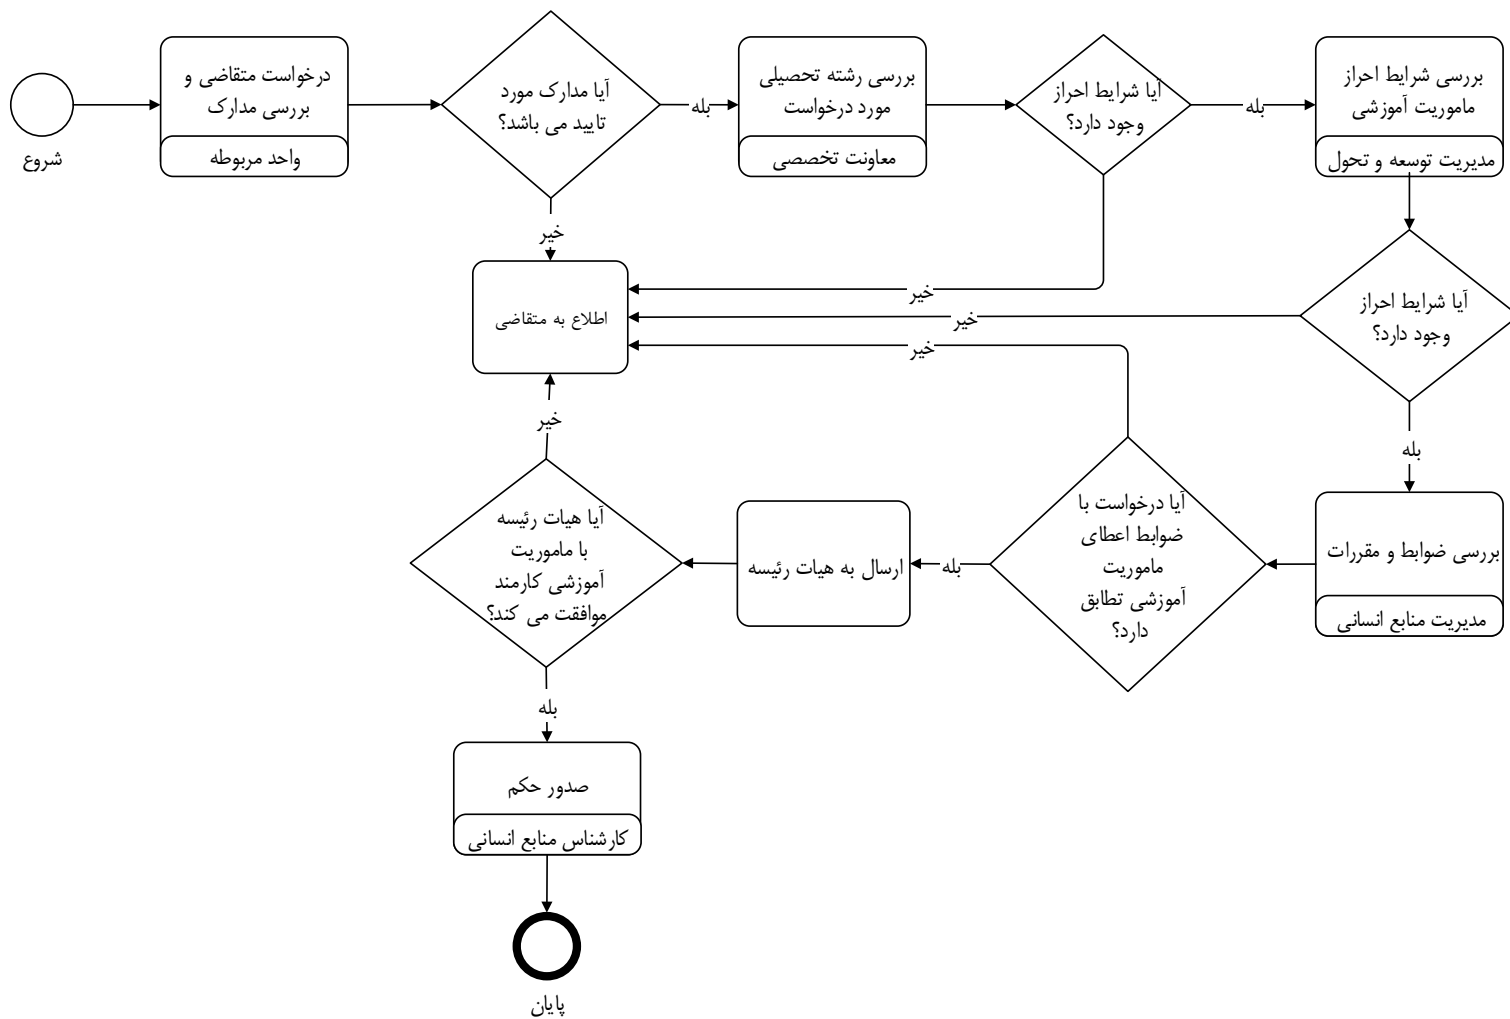 شروع
درخواست متقاضی و
بررسی مدارک
واحد مربوطه
آیا مدارک مورد
تایید می باشد؟
بله
خیر
بررسی رشته تحصیلی
مورد درخواست
معاونت تخصصی
آیا شرایط احراز
وجود دارد؟
بله
خیر
بررسی شرایط احراز
ماموریت آموزشی
مدیریت توسعه و تحول
آیا شرایط احراز
وجود دارد؟
خیر
بله
اطلاع به متقاضی
بررسی ضوابط و مقررات
مدیریت منابع انسانی
آیا درخواست با
ضوابط اعطای
ماموریت
آموزشی تطابق
دارد؟
خیر
بله
ارسال به هیات رئیسه
آیا هیات رئیسه
با ماموریت
آموزشی کارمند
موافقت می کند؟
خیر
بله
صدور حکم
کارشناس منابع انسانی
پایان